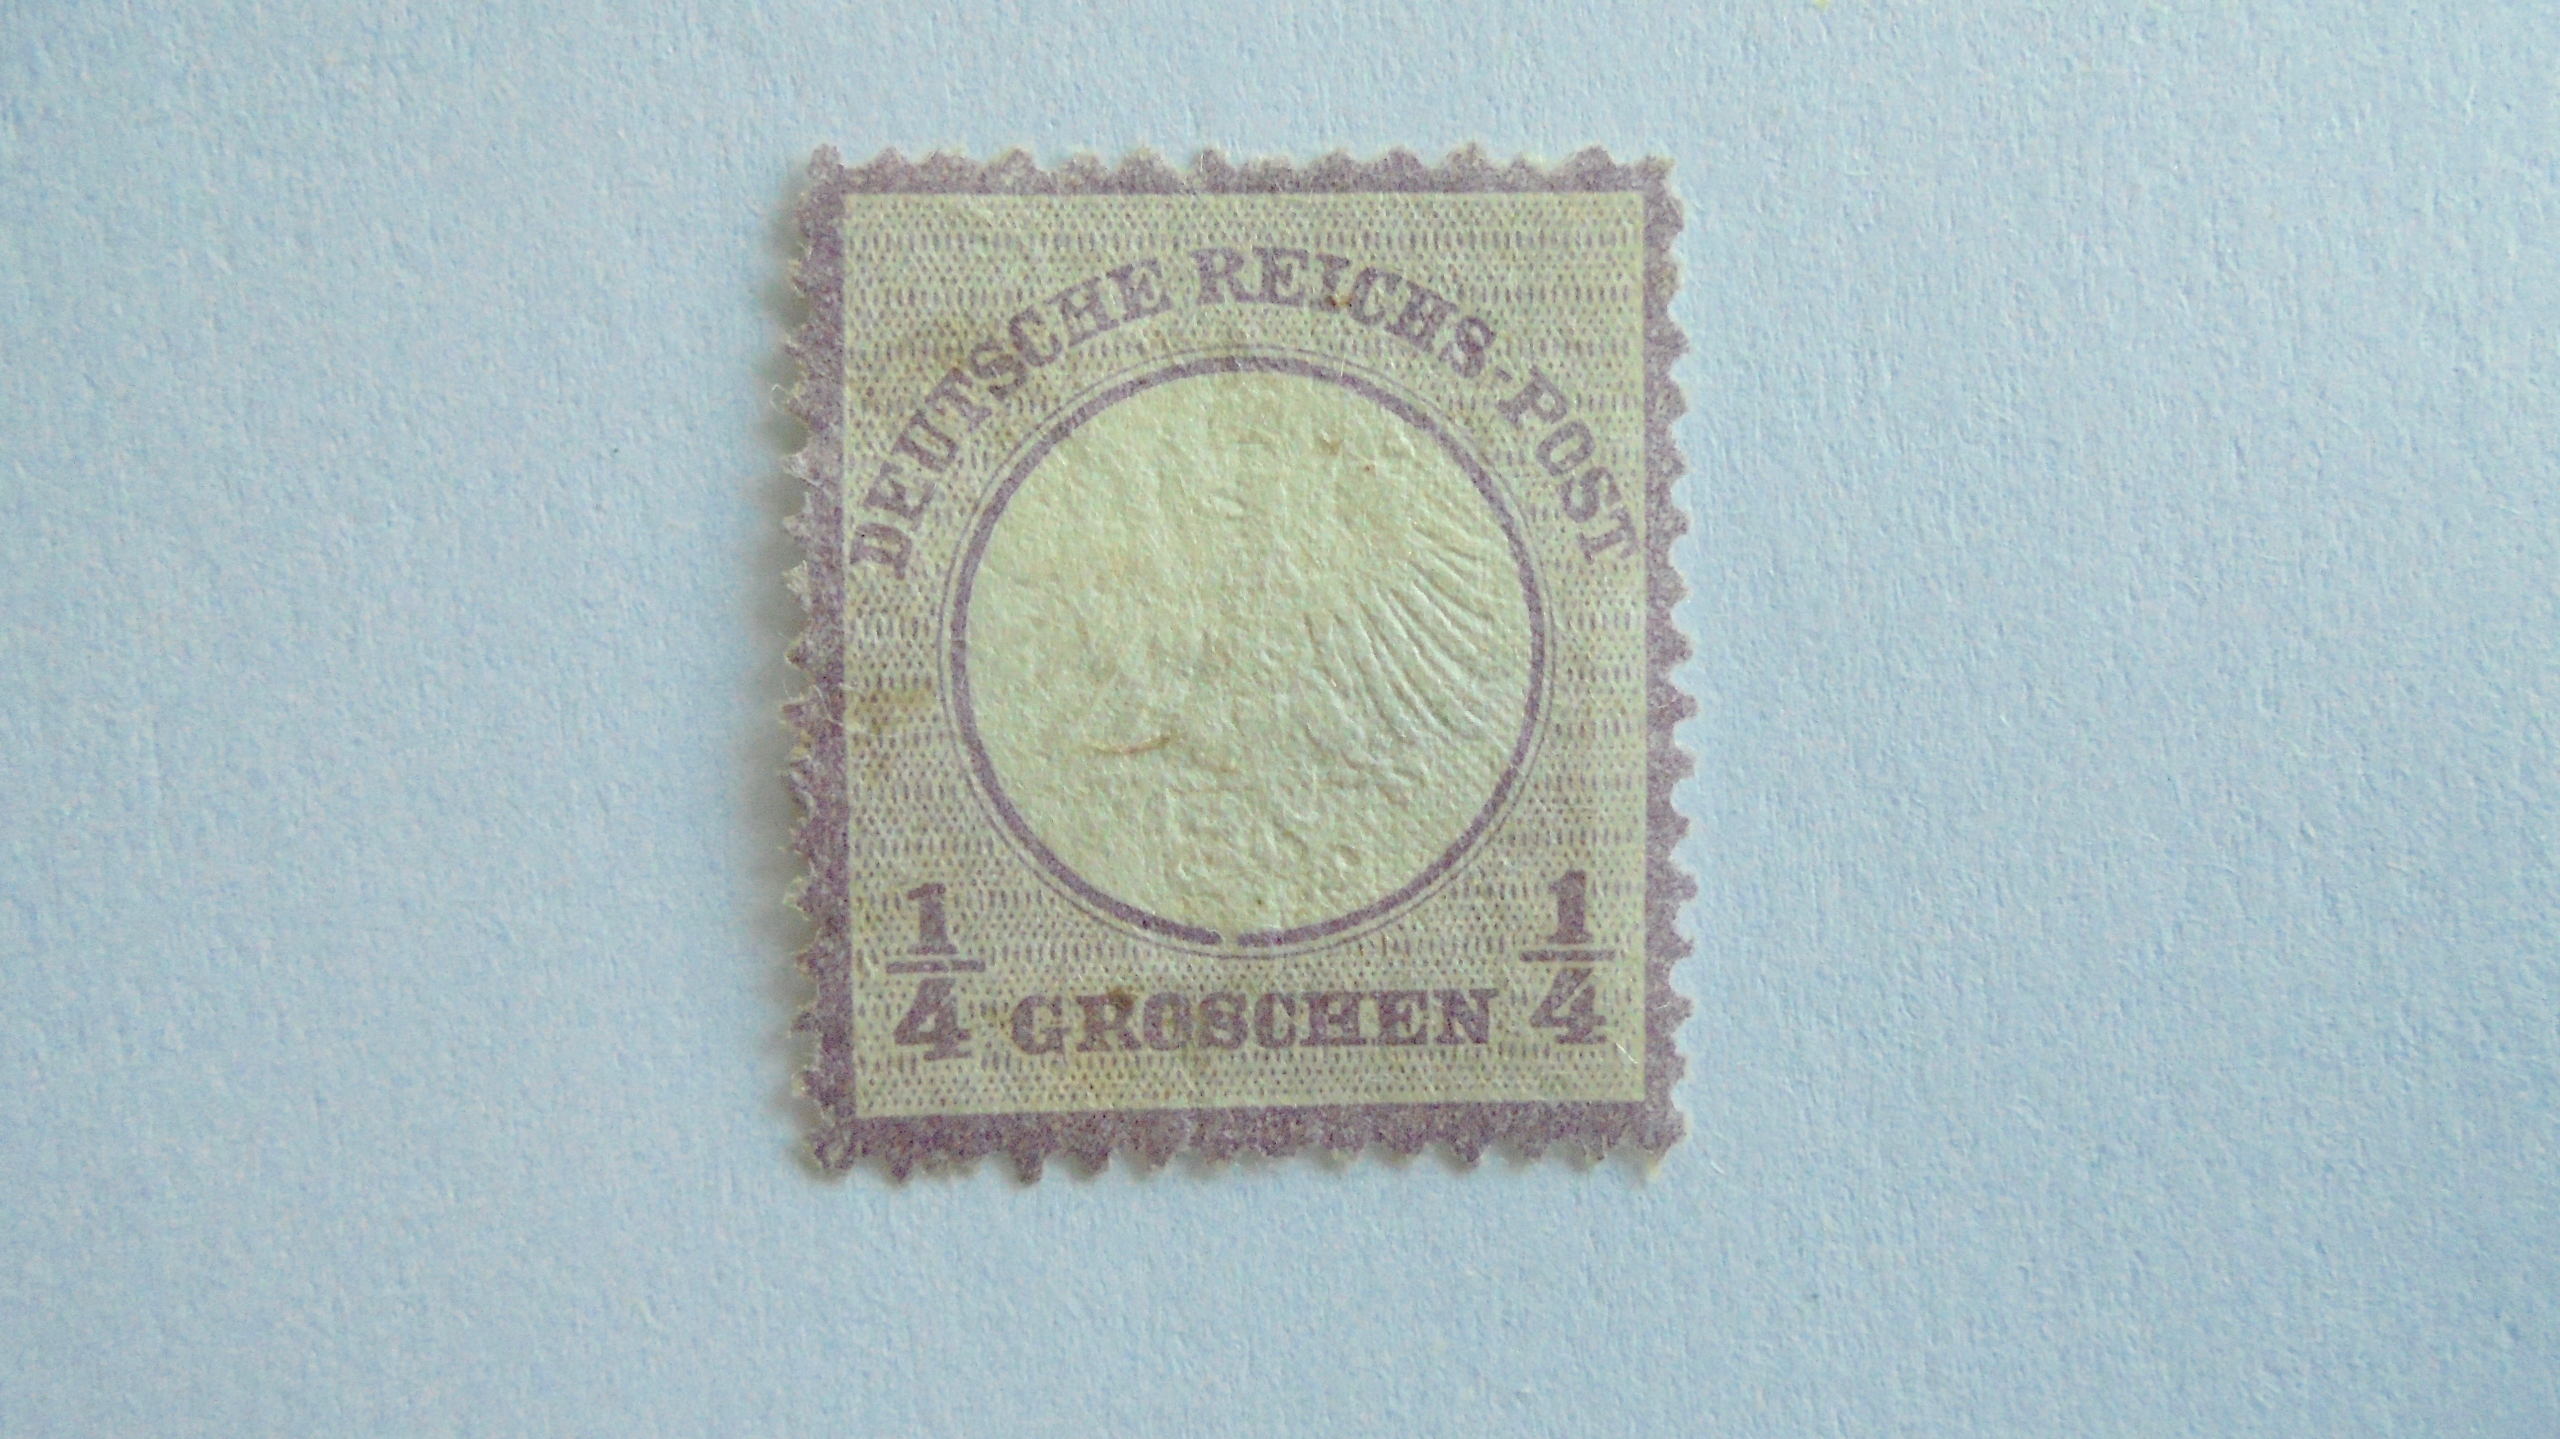 DEUTSCHE REICHS-POST
1/4 GROSCHEN 1/4